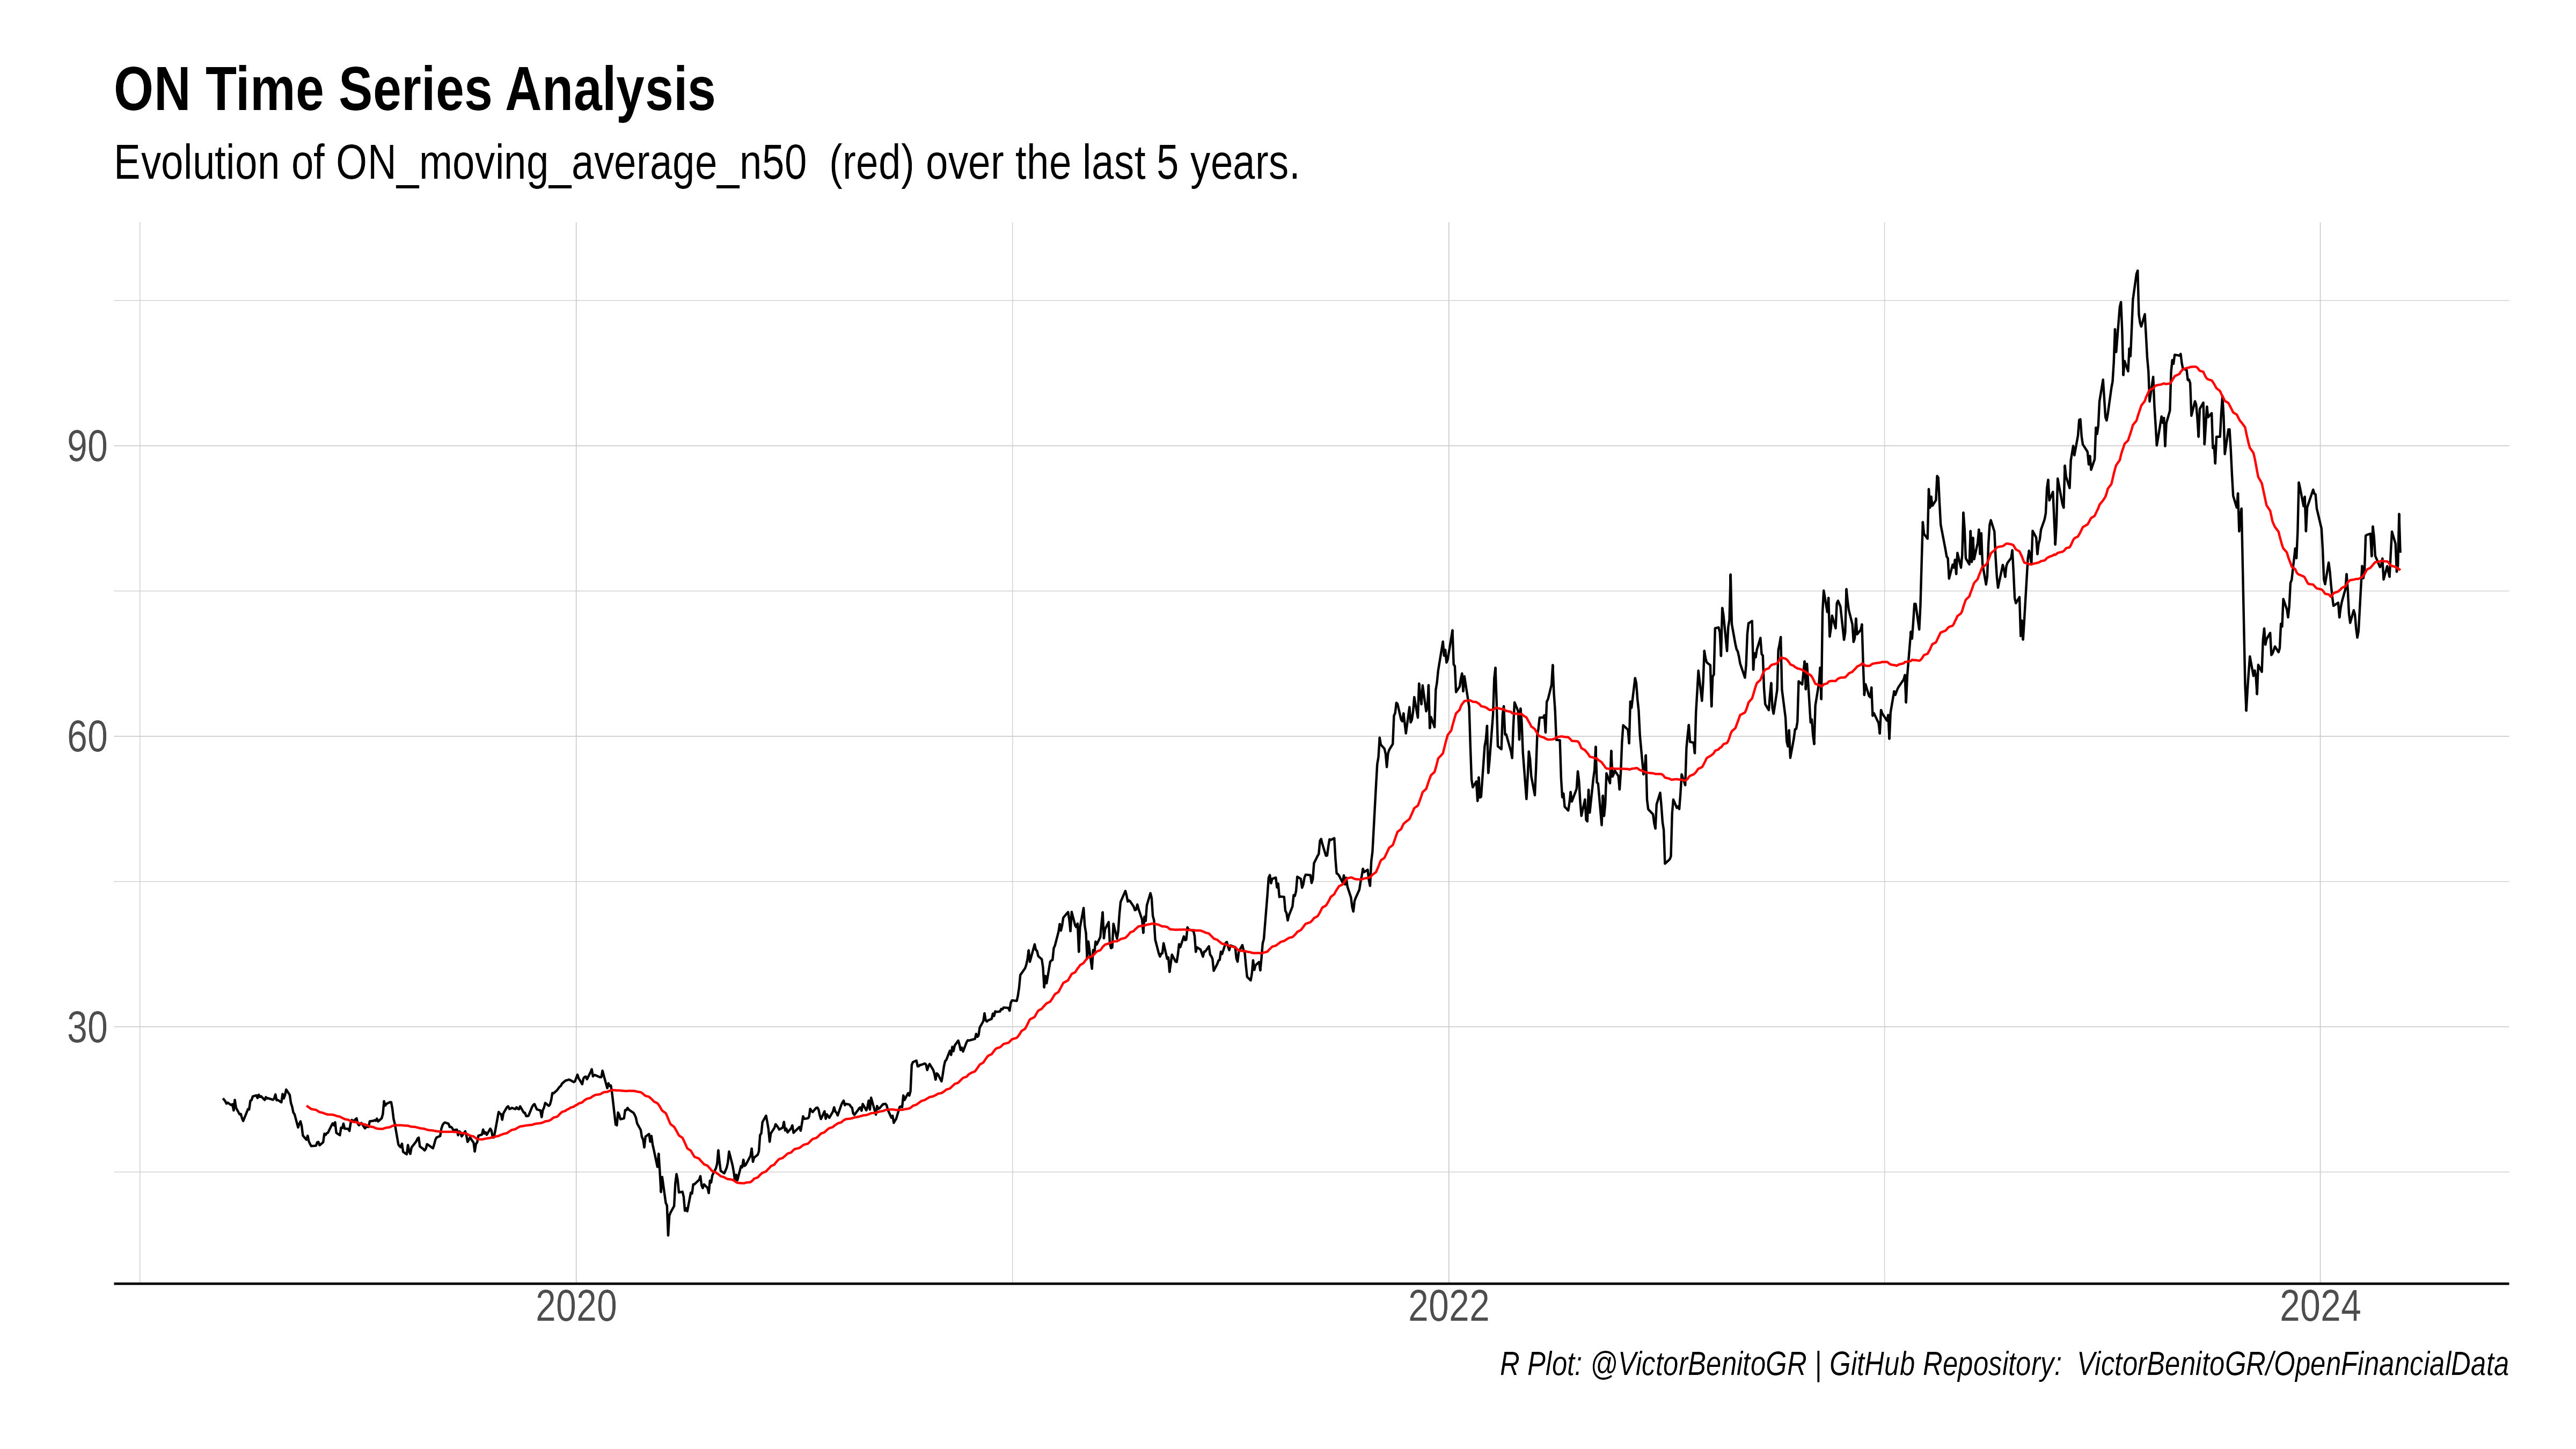 ON Time Series Analysis
Evolution of ON_moving_average_n50  (red) over the last 5 years.
90
60
30
2020 2022 2024
R Plot: @VictorBenitoGR | GitHub Repository:  VictorBenitoGR/OpenFinancialData